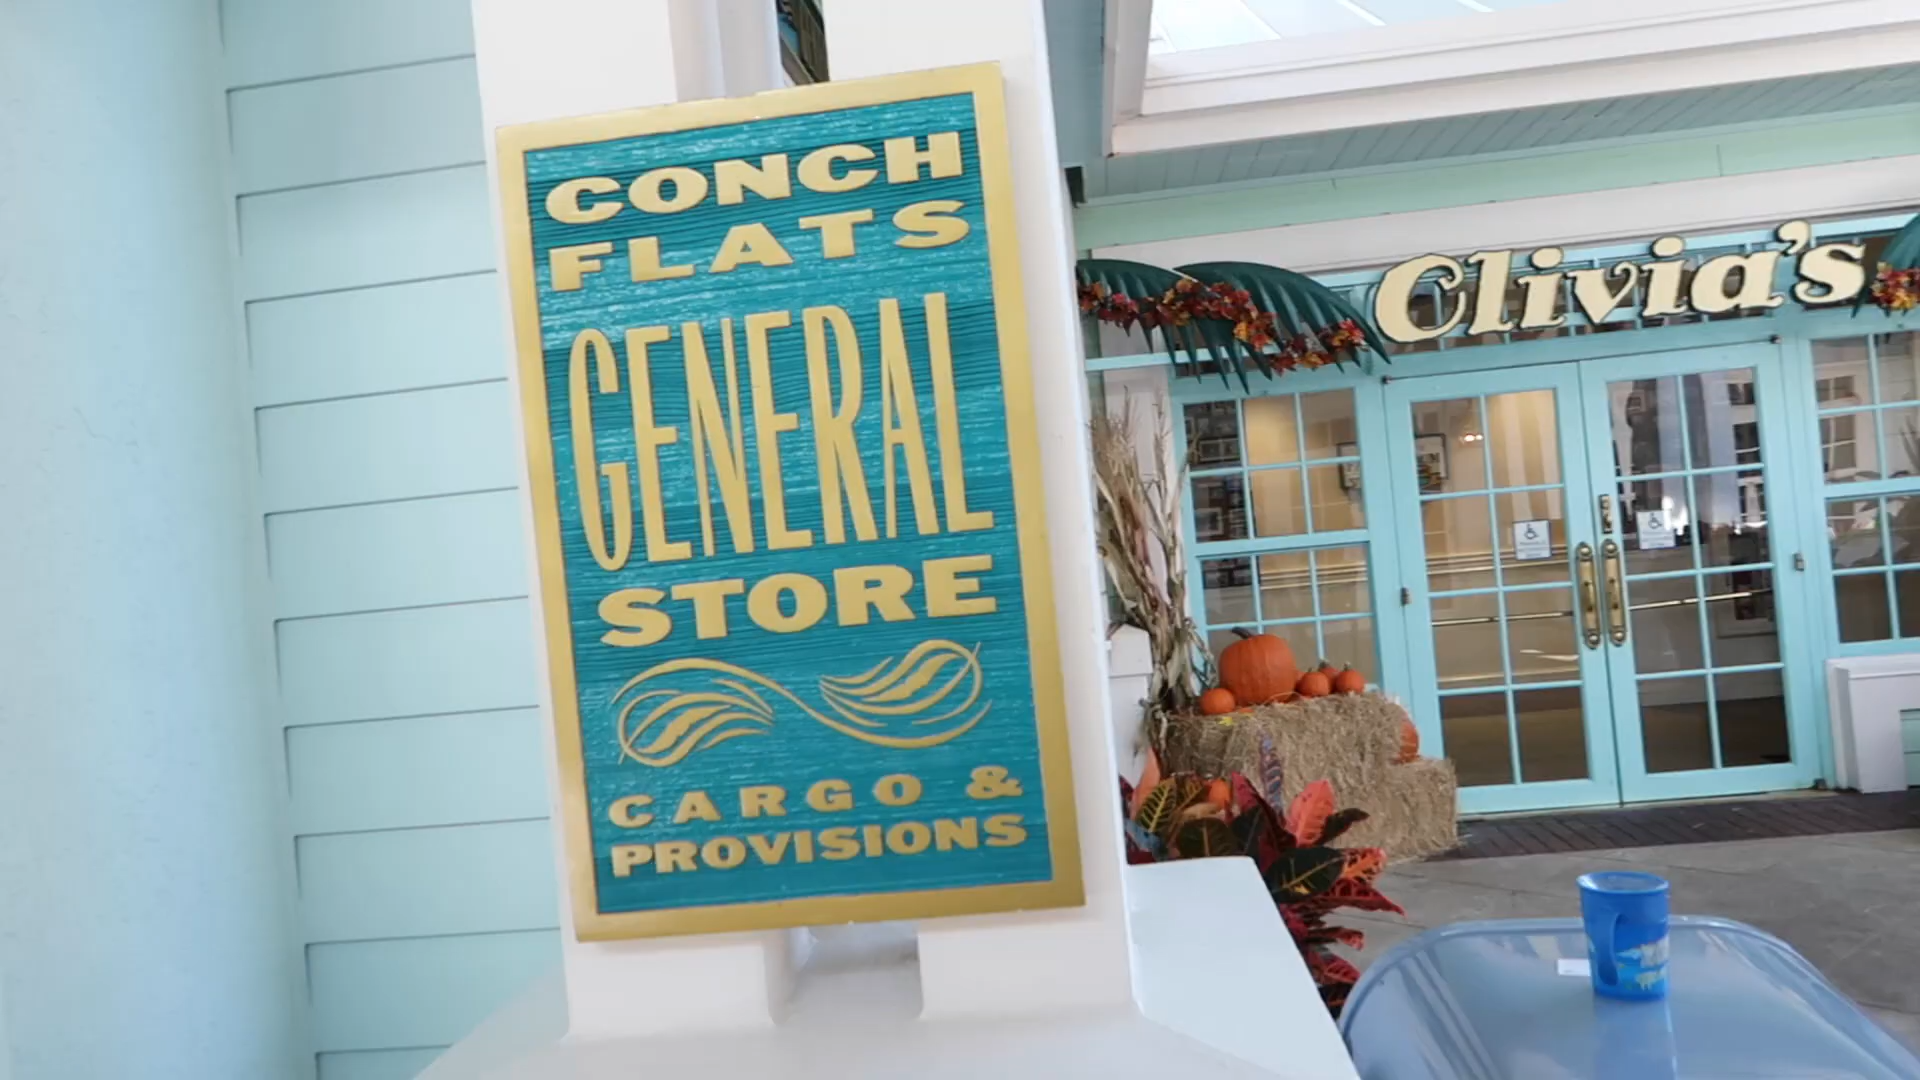 CONCH
FLATS
GENERAL
STORE
CARGO &
PROVISIONS
Olivia's